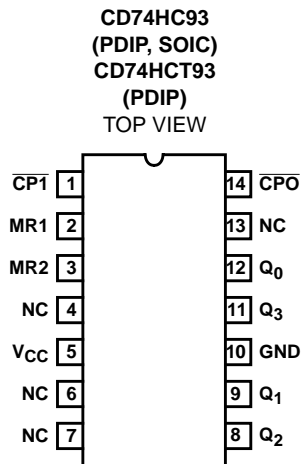 CD74HC93
(PDIP, SOIC)
CD74HCT93
(PDIP)
TOP VIEW
CP1 1 14 CPO
MR1 2 13 NC
MR2 3 12 Q0
NC 4 11 Q3
VCC 5 10 GND
NC 6 9 Q1
NC 7 8 Q2